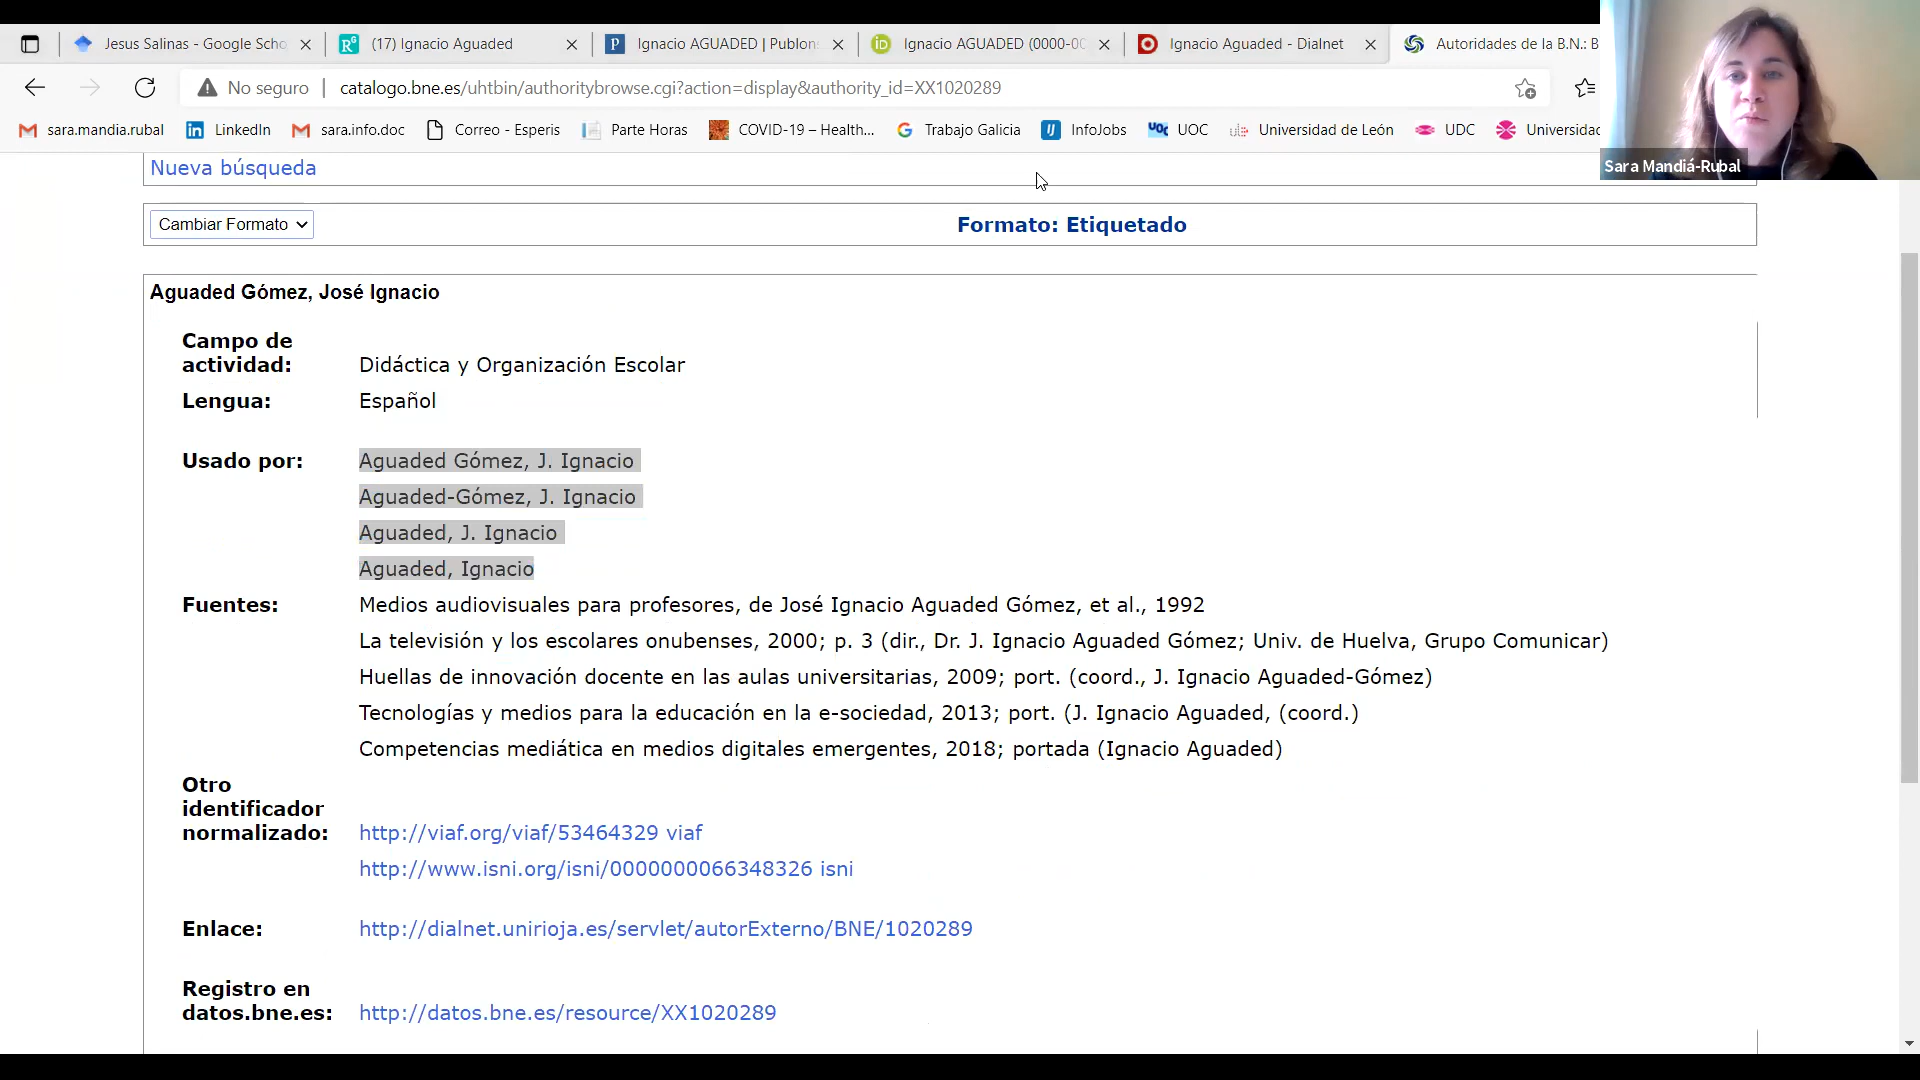 Jesus Salinas - Google Scho
(17) Ignacio Aguaded
Ignacio AGUADED | Publons
Ignacio AGUADED (0000-00
Ignacio Aguaded - Dialnet
Autoridades de la B.N.: B
No seguro
catalogo.bne.es/uhtbin/authoritybrowse.cgi?action=display&authority_id=XX1020289
sara.mandia.rubal
LinkedIn
sara.info.doc
Correo - Esperis
Parte Horas
COVID-19 – Health...
Trabajo Galicia
InfoJobs
UOC
Universidad de León
UDC
Universidad
Sara Mandiá-Rubal
Nueva búsqueda
Cambiar Formato
Formato: Etiquetado
Aguaded Gómez, José Ignacio
Campo de
actividad: Didáctica y Organización Escolar
Lengua: Español
Usado por: Aguaded Gómez, J. Ignacio
Aguaded-Gómez, J. Ignacio
Aguaded, J. Ignacio
Aguaded, Ignacio
Fuentes: Medios audiovisuales para profesores, de José Ignacio Aguaded Gómez, et al., 1992
La televisión y los escolares onubenses, 2000; p. 3 (dir., Dr. J. Ignacio Aguaded Gómez; Univ. de Huelva, Grupo Comunicar)
Huellas de innovación docente en las aulas universitarias, 2009; port. (coord., J. Ignacio Aguaded-Gómez)
Tecnologías y medios para la educación en la e-sociedad, 2013; port. (J. Ignacio Aguaded, (coord.)
Competencias mediática en medios digitales emergentes, 2018; portada (Ignacio Aguaded)
Otro
identificador
normalizado: http://viaf.org/viaf/53464329 viaf
http://www.isni.org/isni/0000000066348326 isni
Enlace: http://dialnet.unirioja.es/servlet/autorExterno/BNE/1020289
Registro en
datos.bne.es: http://datos.bne.es/resource/XX1020289